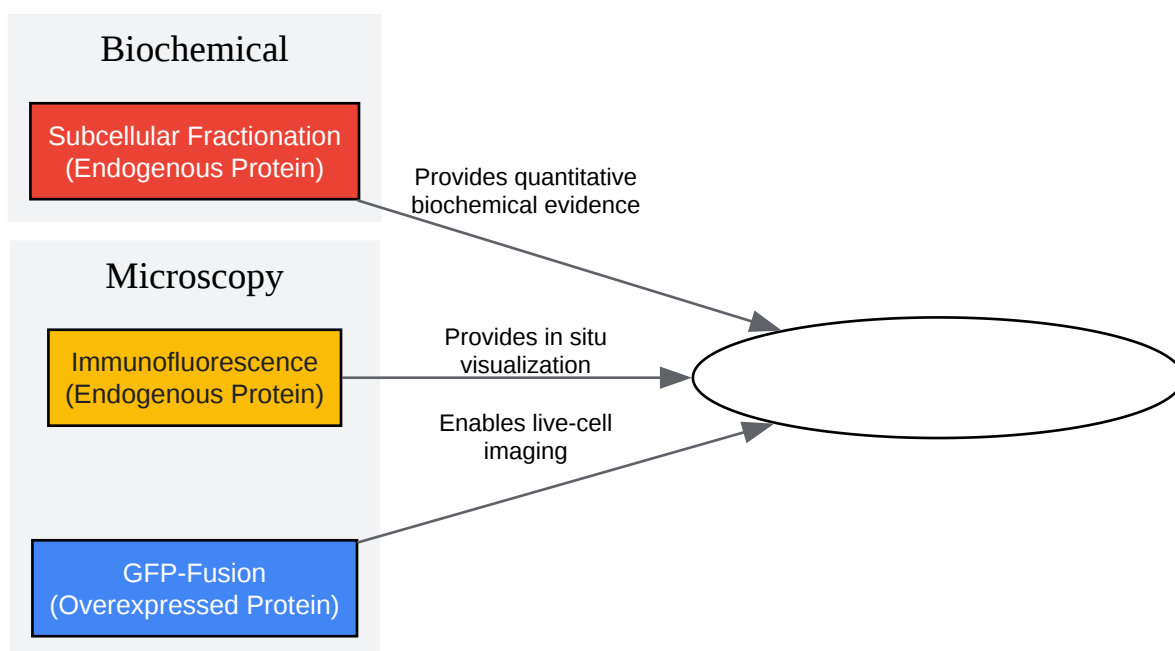 Biochemical
Subcellular Fractionation
(Endogenous Protein)
Provides quantitative
biochemical evidence
Microscopy
Immunofluorescence
(Endogenous Protein)
Provides in situ
visualization
Enables live-cell
imaging
GFP-Fusion
(Overexpressed Protein)